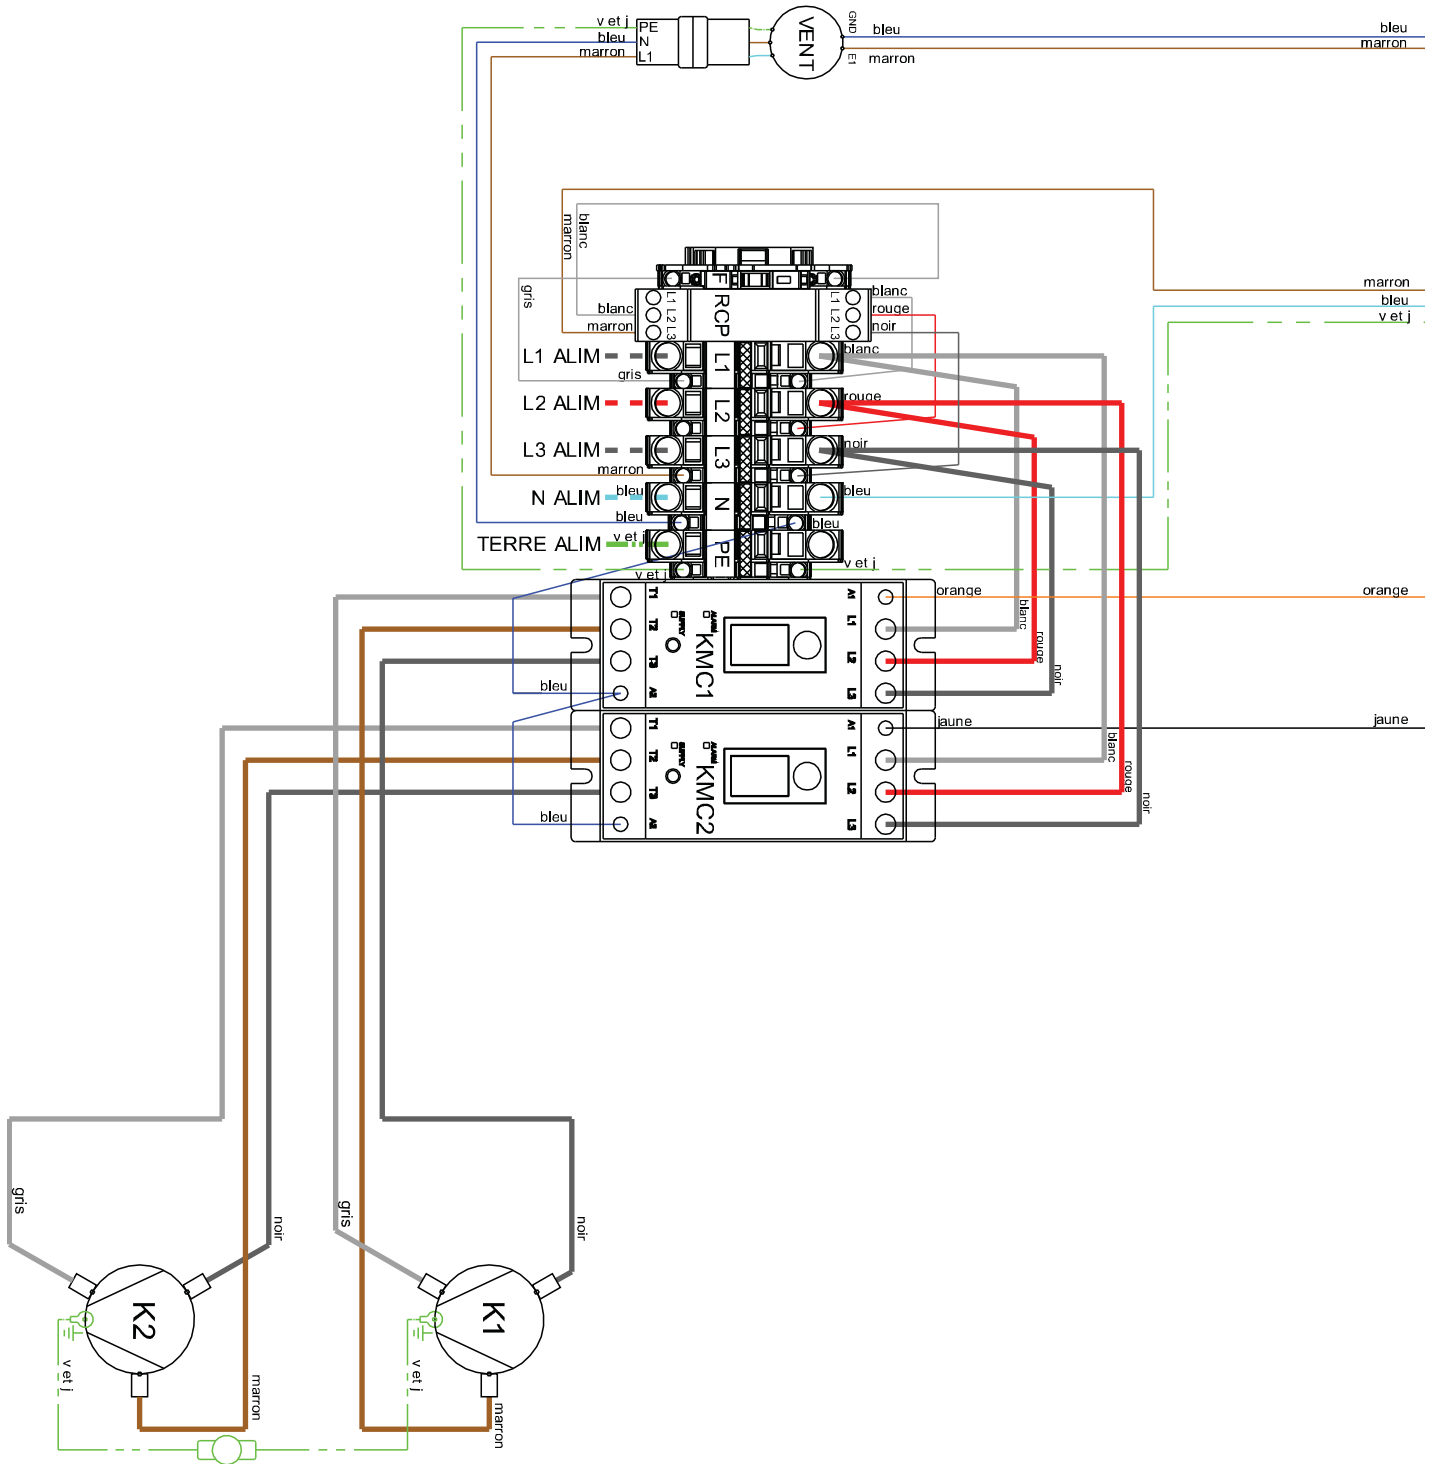 v et j
PE
bleu
N
marron
L1
VENT
GND
E1
bleu
marron
bleu
marron
blanc
marron
gris
F
RCP
L1
L2
L3
L1
L2
L3
blanc
marron
blanc
rouge
noir
marron
bleu
v et j
L1 ALIM
L1
blanc
gris
L2 ALIM
L2
rouge
L3 ALIM
L3
noir
marron
N ALIM
bleu
N
bleu
bleu
bleu
TERRE ALIM
v et j
PE
v et j
v et j
T1
T2
T3
A2
SUPPLY
ALARM
KMC1
A1
L1
L2
L3
orange
orange
blanc
rouge
noir
bleu
T1
T2
T3
A2
SUPPLY
ALARM
KMC2
A1
L1
L2
L3
jaune
jaune
blanc
rouge
noir
bleu
gris
noir
K2
v et j
marron
gris
noir
K1
v et j
marron